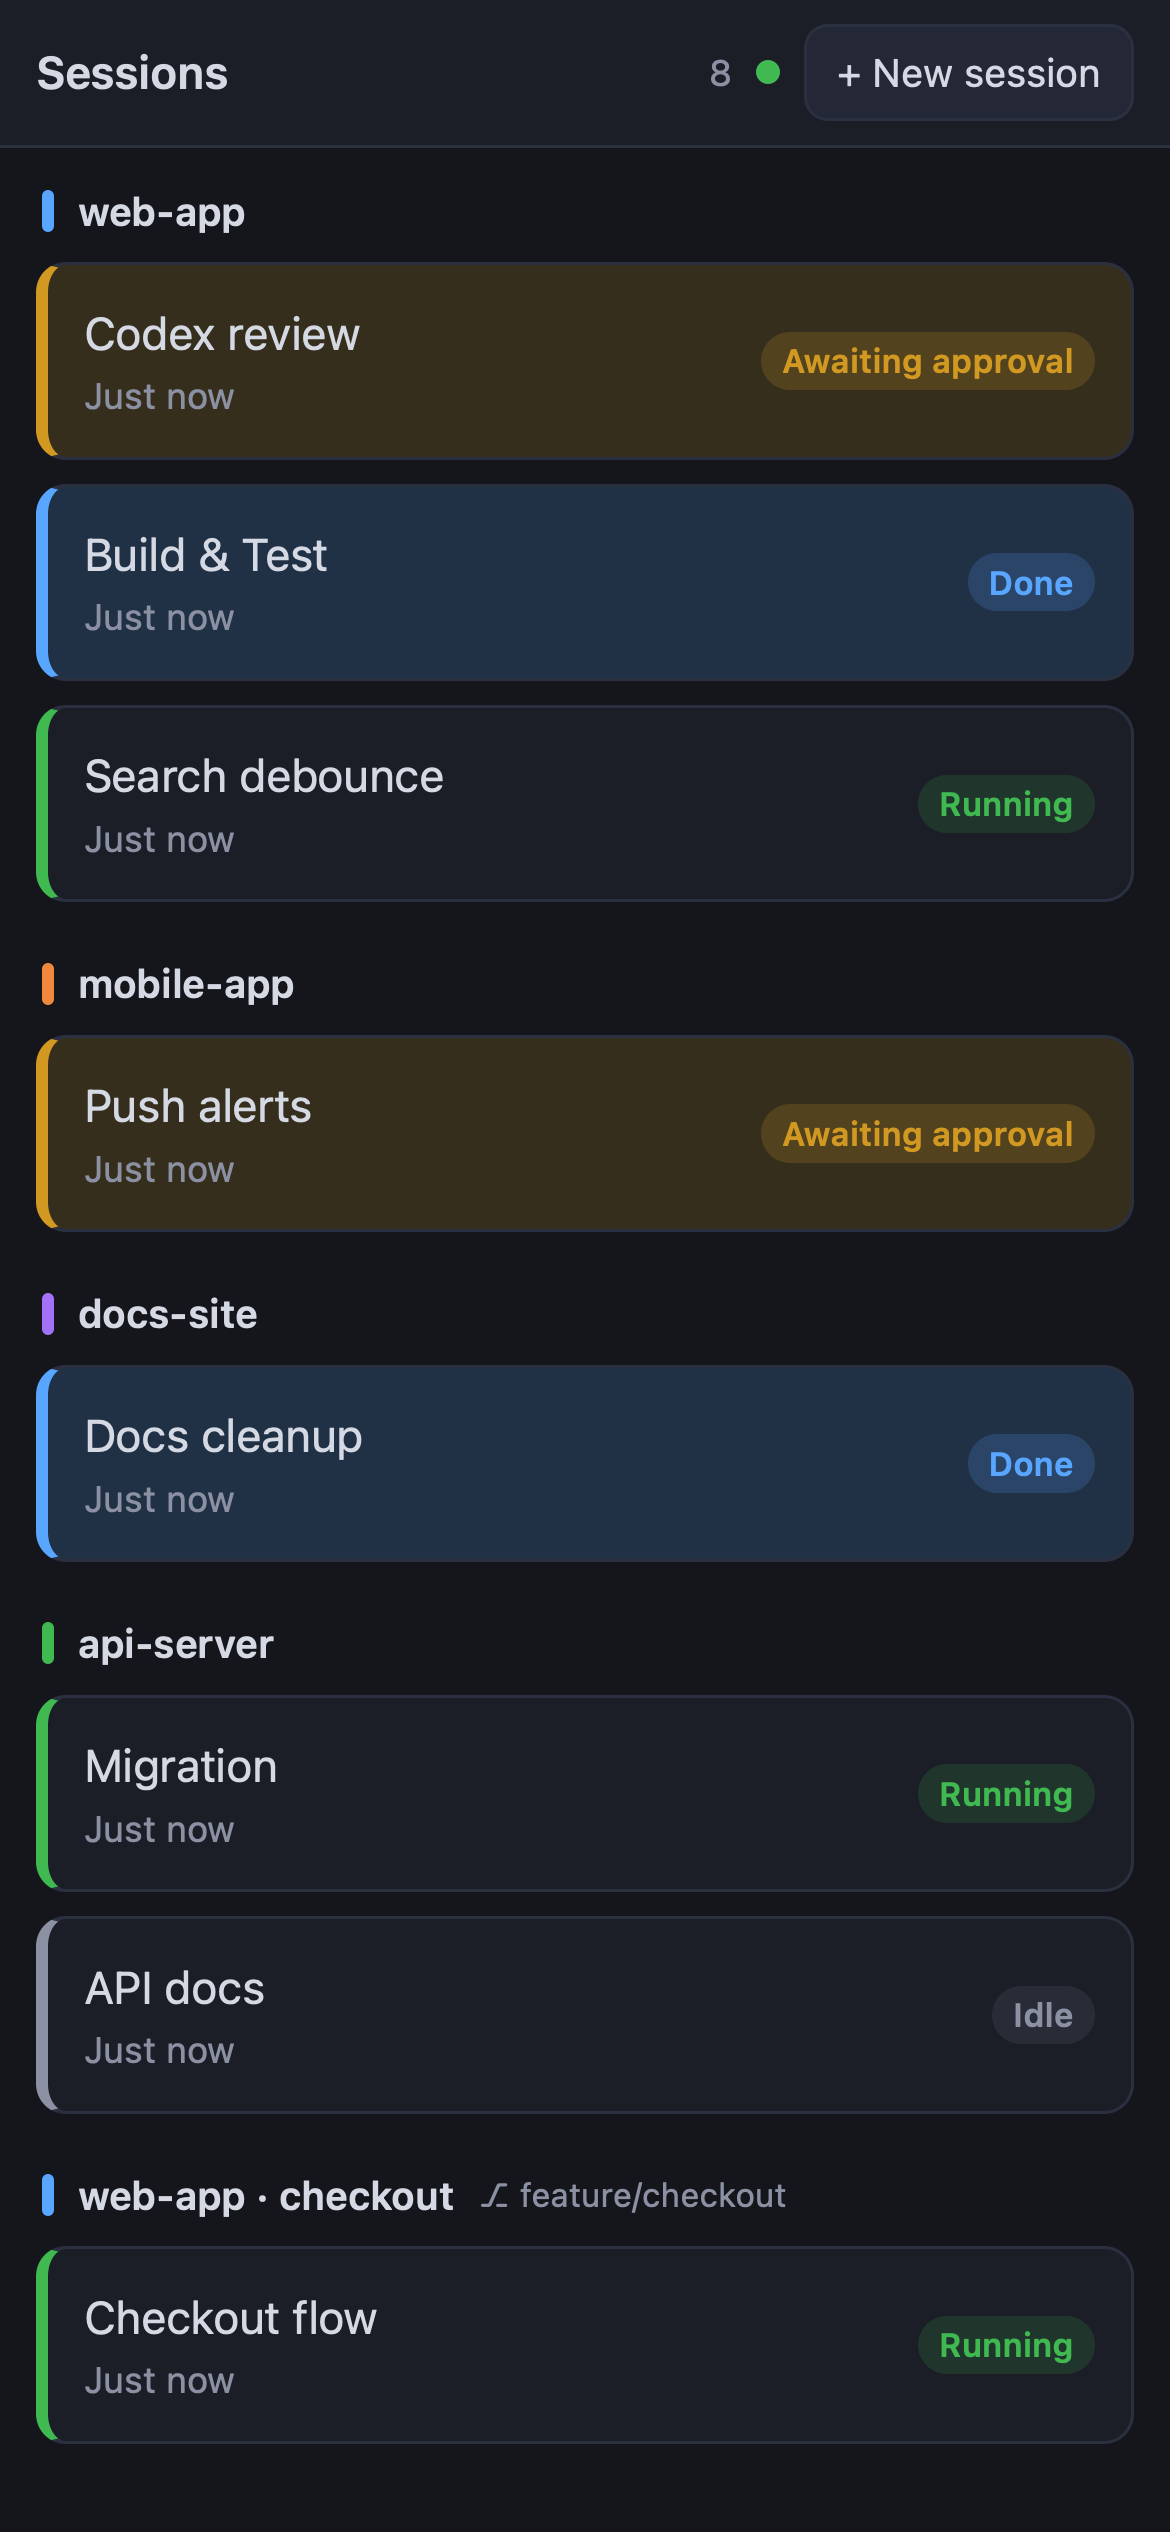 Sessions
8
+ New session
web-app
Codex review
Just now
Awaiting approval
Build & Test
Just now
Done
Search debounce
Just now
Running
mobile-app
Push alerts
Just now
Awaiting approval
docs-site
Docs cleanup
Just now
Done
api-server
Migration
Just now
Running
API docs
Just now
Idle
web-app · checkout ⎇ feature/checkout
Checkout flow
Just now
Running